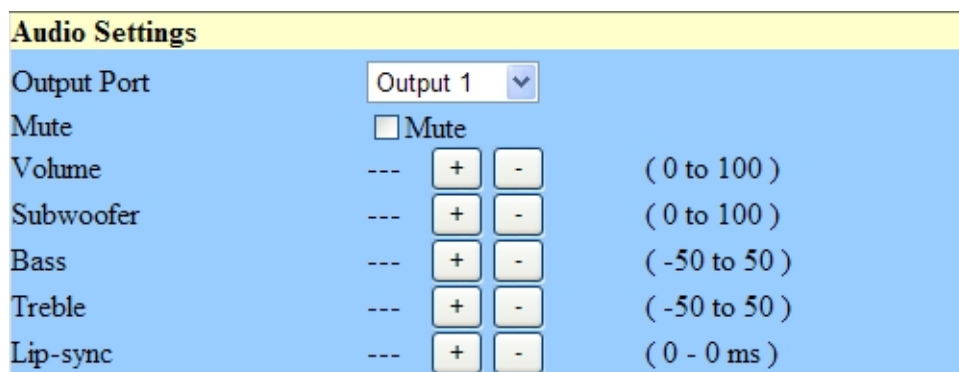 Audio Settings
Output Port Output 1
Mute Mute
Volume --- + - ( 0 to 100 )
Subwoofer --- + - ( 0 to 100 )
Bass --- + - ( -50 to 50 )
Treble --- + - ( -50 to 50 )
Lip-sync --- + - ( 0 - 0 ms )